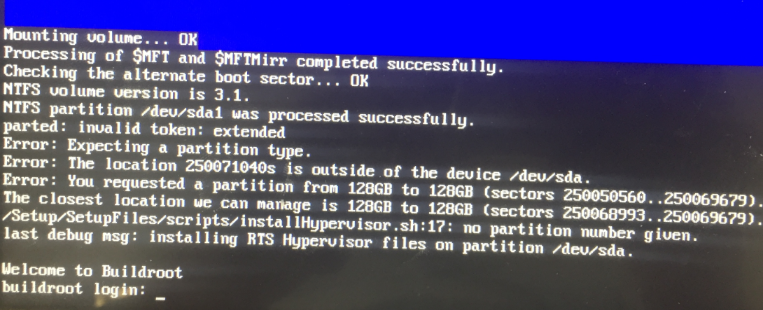 Mounting volume... OK
Processing of $MFT and $MFTMirr completed successfully.
Checking the alternate boot sector... OK
NTFS volume version is 3.1.
NTFS partition /dev/sda1 was processed successfully.
parted: invalid token: extended
Error: Expecting a partition type.
Error: The location 250071040s is outside of the device /dev/sda.
Error: You requested a partition from 128GB to 128GB (sectors 250050560..250069679).
The closest location we can manage is 128GB to 128GB (sectors 250068993..250069679).
/Setup/SetupFiles/scripts/installHypervisor.sh:17: no partition number given.
last debug msg: installing RTS Hypervisor files on partition /dev/sda.
Welcome to Buildroot
buildroot login: _